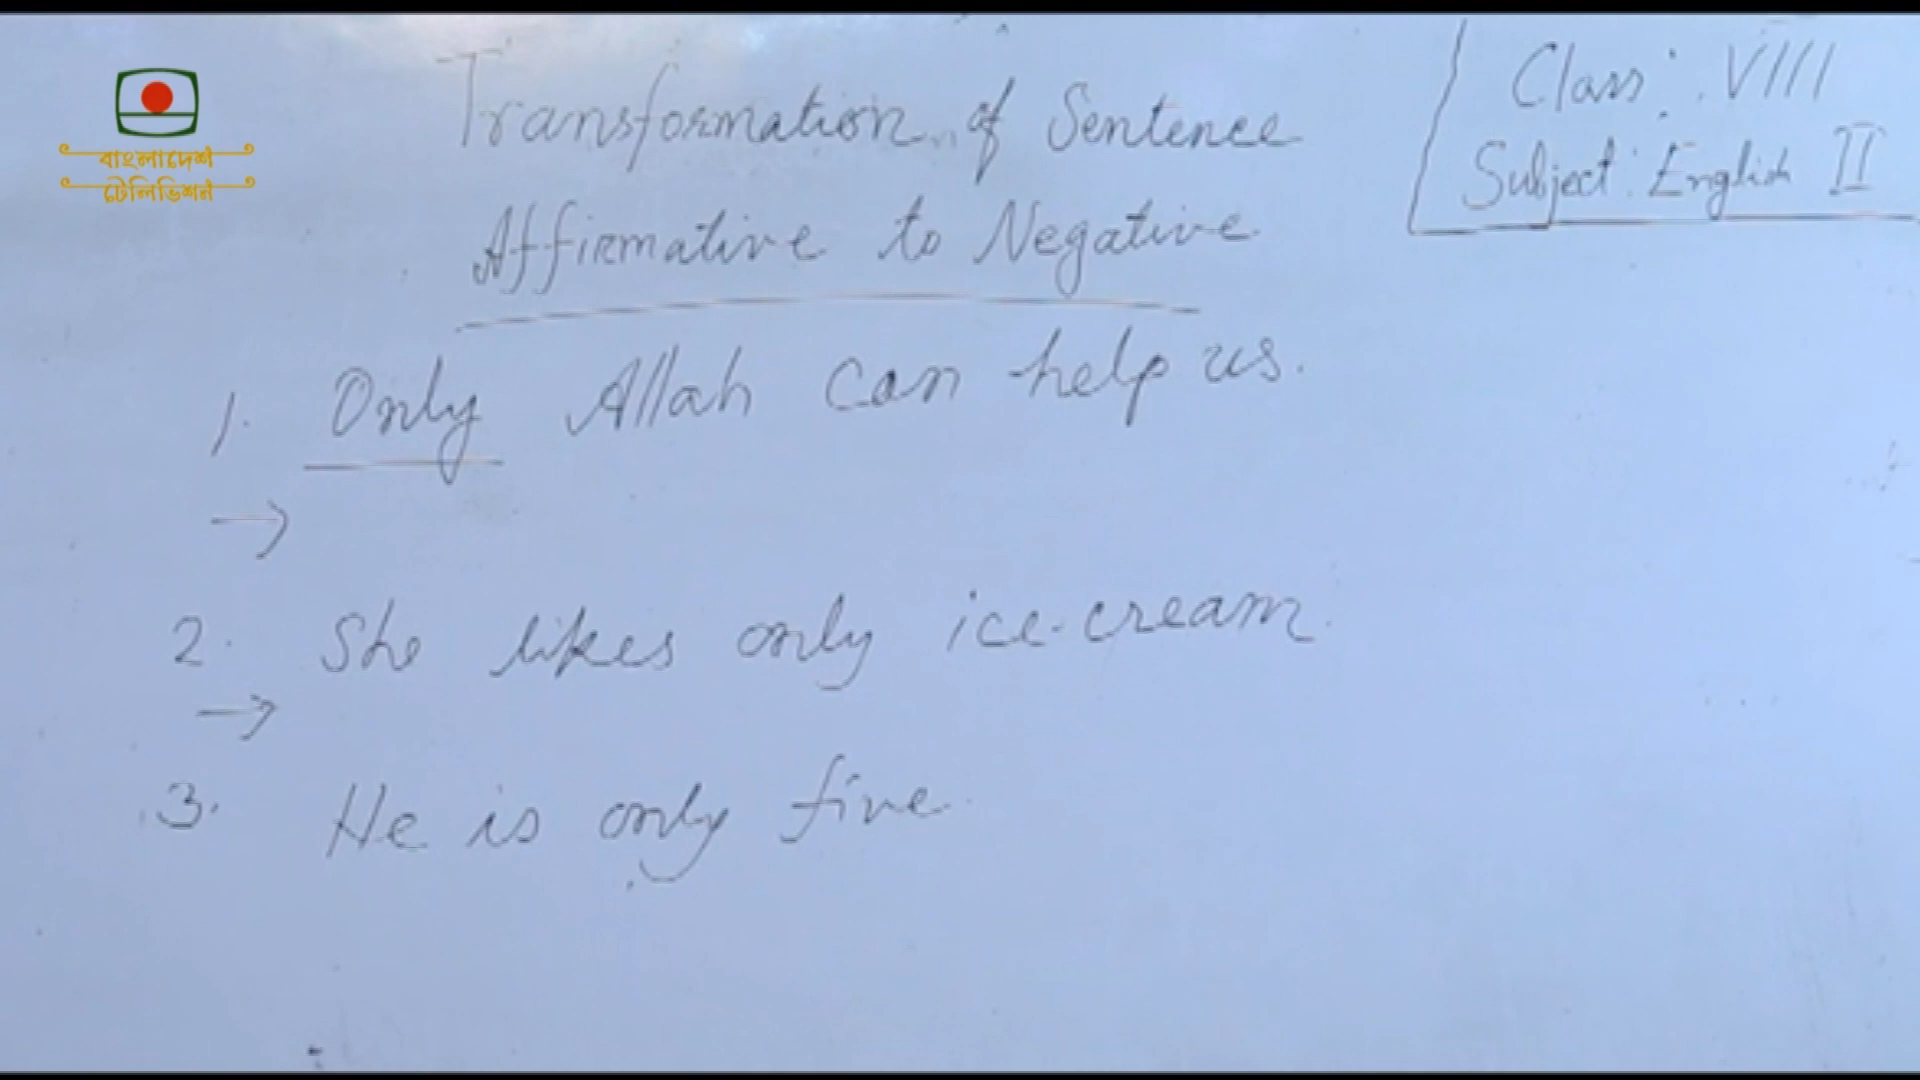 বাংলাদেশ
টেলিভিশন
Transformation of Sentence
Affirmative to Negative
Class: VIII
Subject: English II
1. Only Allah can help us.
→
2. She likes only ice-cream.
→
3. He is only five.